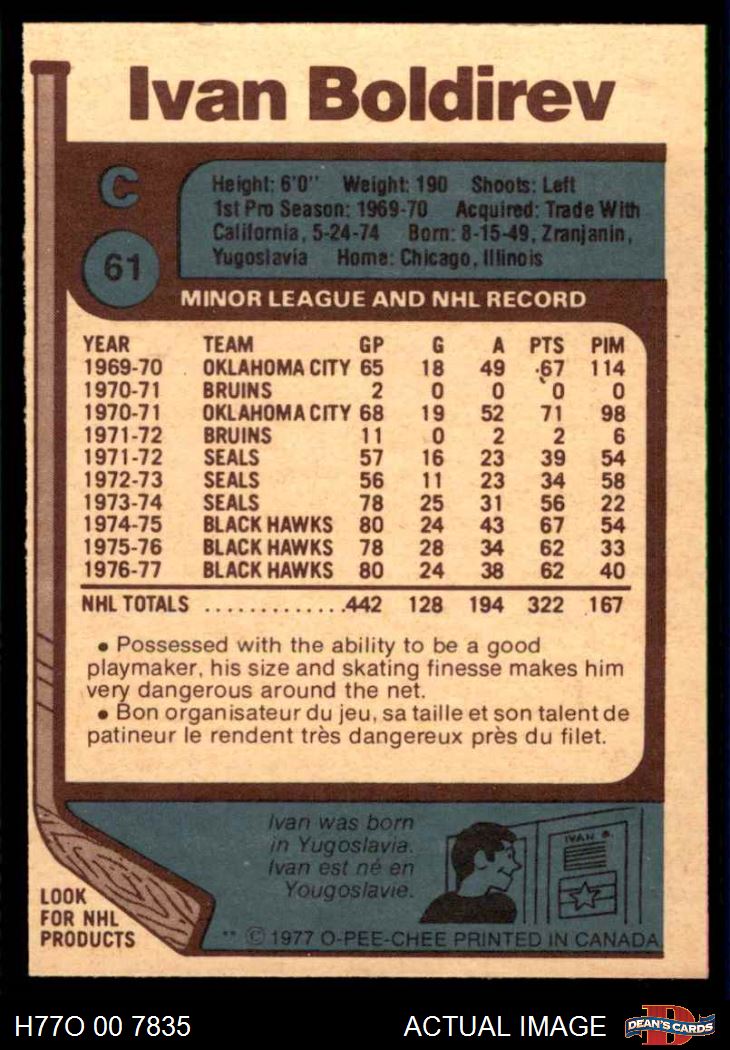 Ivan Boldirev
C
61
Height: 6'0" Weight: 190 Shoots: Left
1st Pro Season: 1969-70 Acquired: Trade With
California, 5-24-74 Born: 8-15-49, Zranjanin,
Yugoslavia Home: Chicago, Illinois
MINOR LEAGUE AND NHL RECORD
YEAR TEAM GP G A PTS PIM
1969-70 OKLAHOMA CITY 65 18 49 67 114
1970-71 BRUINS 2 0 0 0 0
1970-71 OKLAHOMA CITY 68 19 52 71 98
1971-72 BRUINS 11 0 2 2 6
1971-72 SEALS 57 16 23 39 54
1972-73 SEALS 56 11 23 34 58
1973-74 SEALS 78 25 31 56 22
1974-75 BLACK HAWKS 80 24 43 67 54
1975-76 BLACK HAWKS 78 28 34 62 33
1976-77 BLACK HAWKS 80 24 38 62 40
NHL TOTALS .............. 442 128 194 322 167
• Possessed with the ability to be a good
playmaker, his size and skating finesse makes him
very dangerous around the net.
• Bon organisateur du jeu, sa taille et son talent de
patineur le rendent très dangereux près du filet.
Ivan was born
in Yugoslavia.
Ivan est né en
Yougoslavie.
IVAN B.
LOOK
FOR NHL
PRODUCTS
** © 1977 O-PEE-CHEE PRINTED IN CANADA
H77O 00 7835
ACTUAL IMAGE
D
DEAN'S CARDS